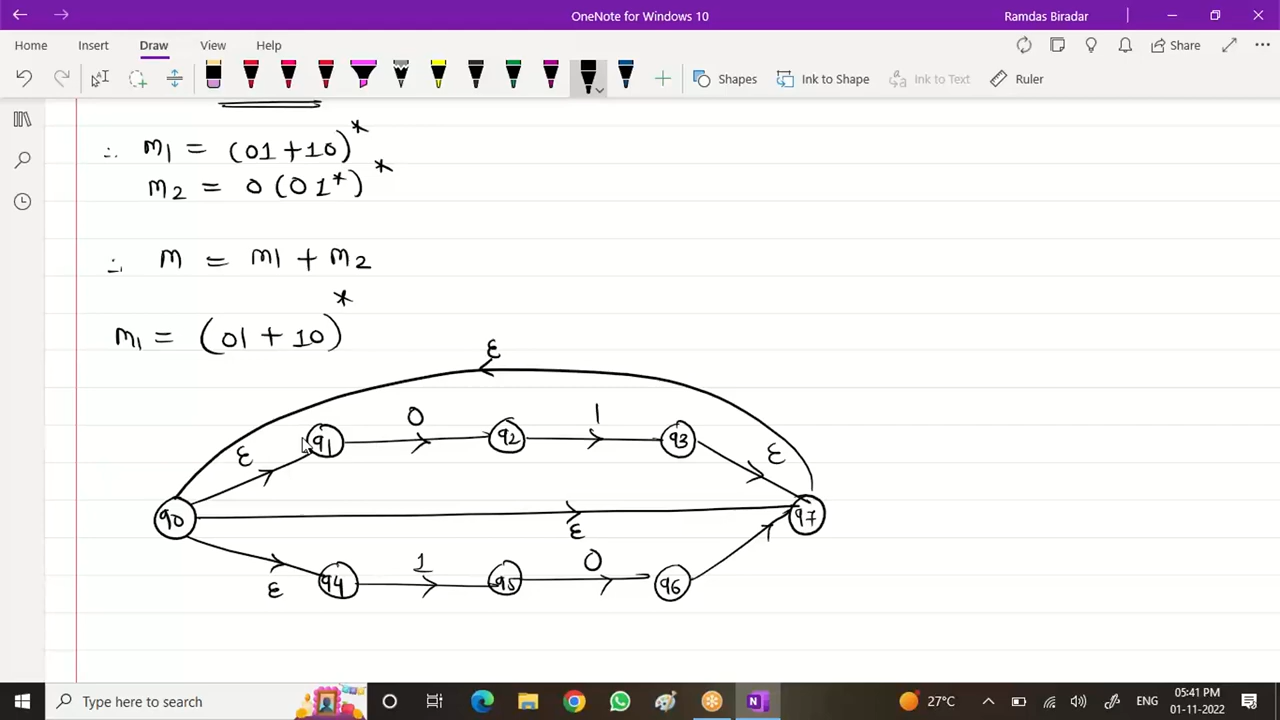 OneNote for Windows 10
Ramdas Biradar
Home Insert Draw View Help
Share
Shapes Ink to Shape Ink to Text Ruler
∴ m1 = (01+10)*
m2 = 0(01*)*
∴ m = m1 + m2
m1 = (01 + 10)*
ε
0 1
q1 q2 q3
ε ε
q0 q7
ε
1 0
q4 q5 q6
ε
Type here to search
27°C
ENG
05:41 PM
01-11-2022